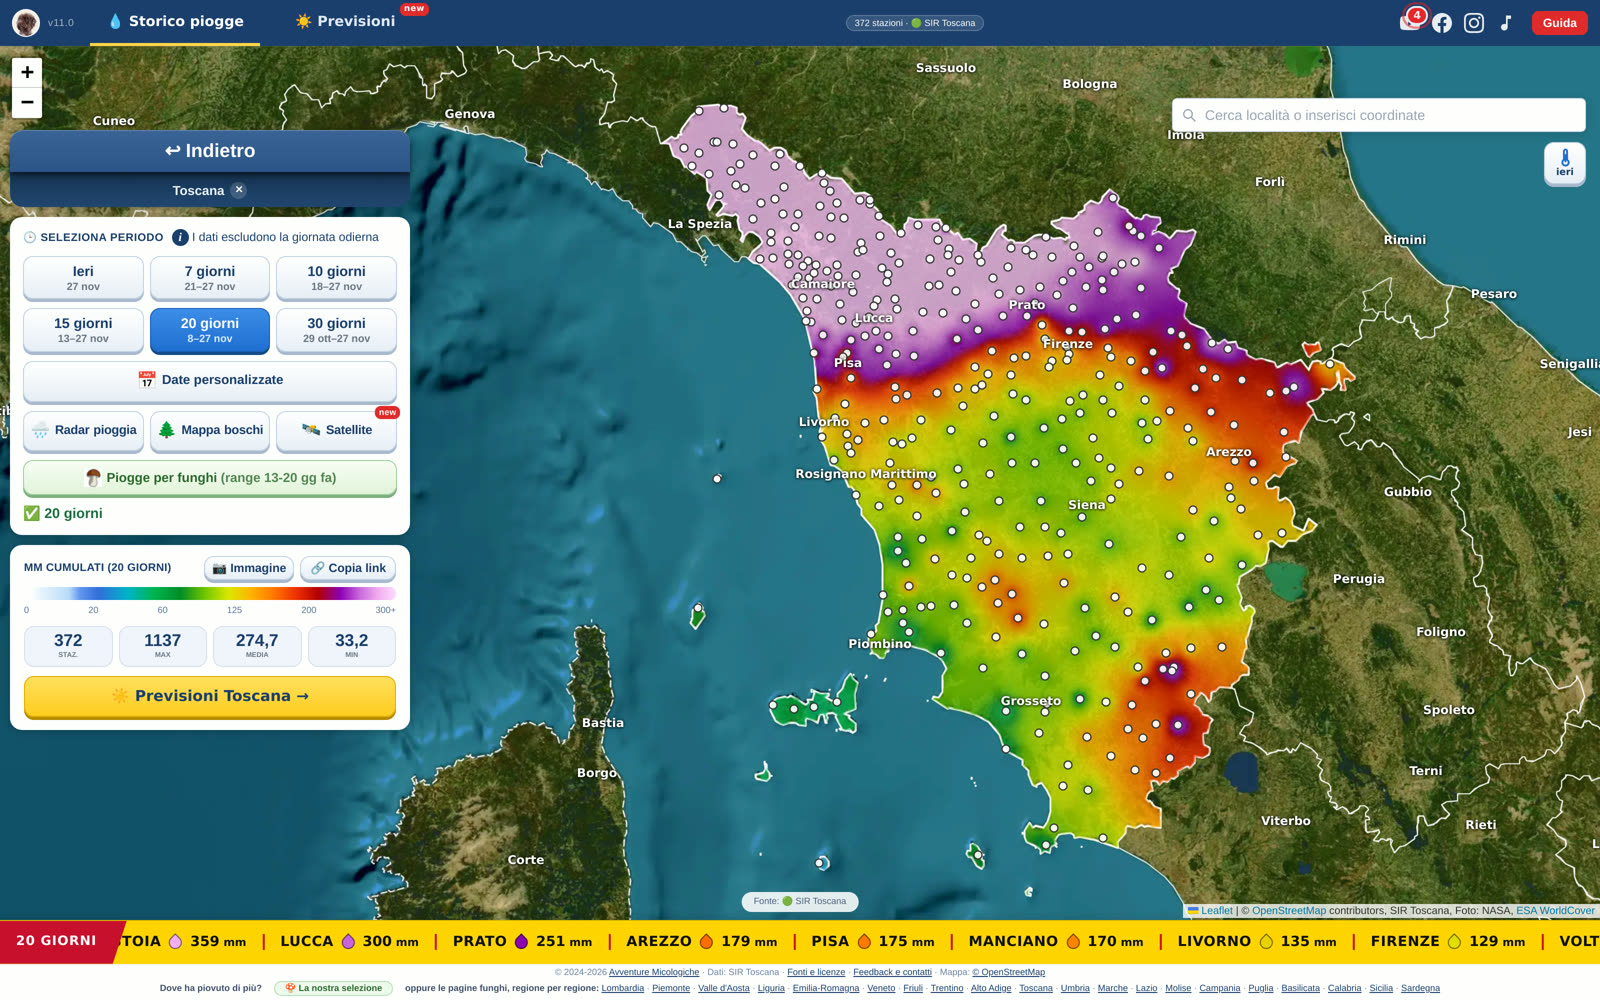 v11.0
💧 Storico piogge
☀️ Previsioni
new
372 stazioni · 🟢 SIR Toscana
4
Guida
+
−
Cerca località o inserisci coordinate
ieri
↩ Indietro
Toscana ✕
SELEZIONA PERIODO
i I dati escludono la giornata odierna
Ieri
27 nov
7 giorni
21–27 nov
10 giorni
18–27 nov
15 giorni
13–27 nov
20 giorni
8–27 nov
30 giorni
29 ott–27 nov
Date personalizzate
new
Radar pioggia
Mappa boschi
Satellite
Piogge per funghi (range 13-20 gg fa)
✅ 20 giorni
MM CUMULATI (20 GIORNI)
Immagine
Copia link
0 20 60 125 200 300+
372
STAZ.
1137
MAX
274,7
MEDIA
33,2
MIN
Previsioni Toscana →
Sassuolo
Bologna
Genova
Cuneo
Imola
Forlì
La Spezia
Rimini
Camaiore
Pesaro
Prato
Lucca
Firenze
Pisa
Senigalli
Livorno
Jesi
Arezzo
Rosignano Marittimo
Gubbio
Siena
Perugia
Foligno
Piombino
Grosseto
Spoleto
Bastia
Borgo
Terni
Viterbo
Rieti
Corte
Fonte: 🟢 SIR Toscana
Leaflet | © OpenStreetMap contributors, SIR Toscana, Foto: NASA, ESA WorldCover
20 GIORNI
TOIA 359 mm | LUCCA 300 mm | PRATO 251 mm | AREZZO 179 mm | PISA 175 mm | MANCIANO 170 mm | LIVORNO 135 mm | FIRENZE 129 mm | VOLT
© 2024-2026 Avventure Micologiche · Dati: SIR Toscana · Fonti e licenze · Feedback e contatti · Mappa: © OpenStreetMap
Dove ha piovuto di più? La nostra selezione oppure le pagine funghi, regione per regione: Lombardia · Piemonte · Valle d'Aosta · Liguria · Emilia-Romagna · Veneto · Friuli · Trentino · Alto Adige · Toscana · Umbria · Marche · Lazio · Molise · Campania · Puglia · Basilicata · Calabria · Sicilia · Sardegna